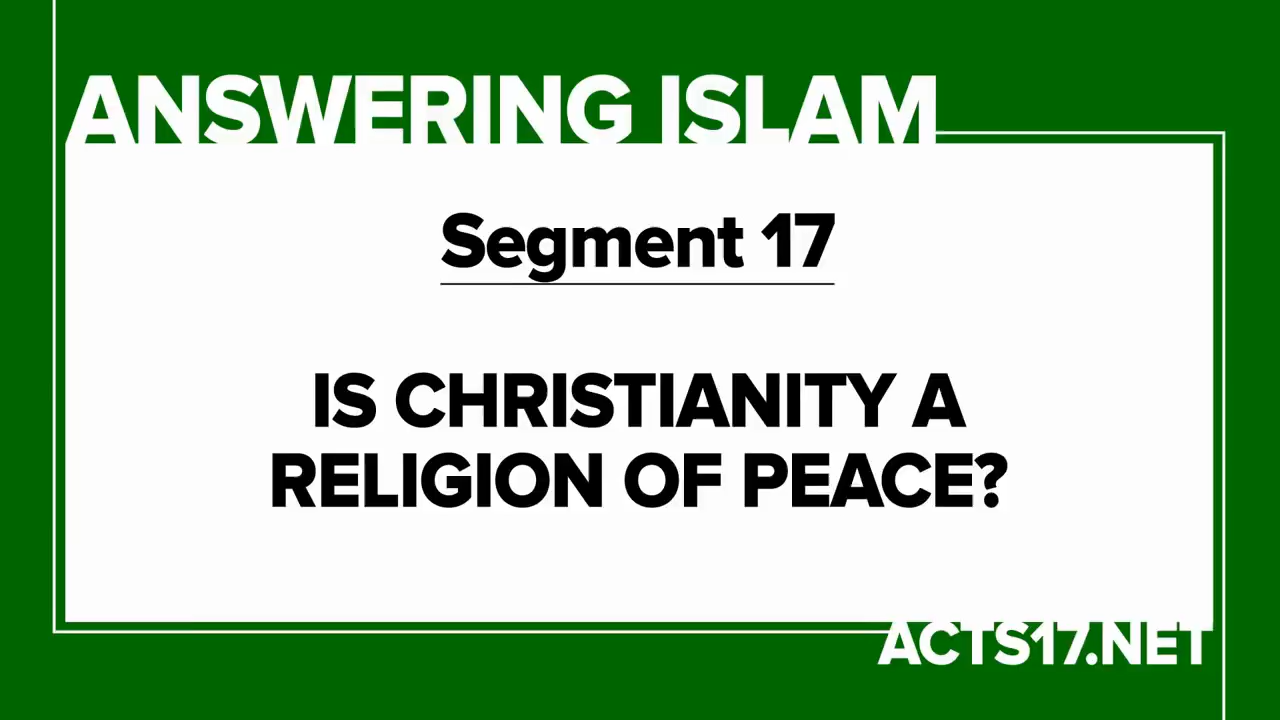 ANSWERING ISLAM
Segment 17
IS CHRISTIANITY A
RELIGION OF PEACE?
ACTS17.NET